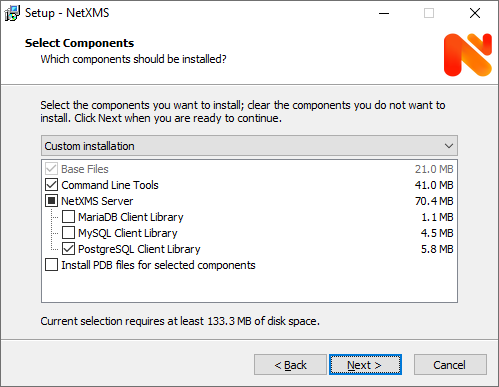 Setup - NetXMS
Select Components
Which components should be installed?
Select the components you want to install; clear the components you do not want to
install. Click Next when you are ready to continue.
Custom installation
Base Files 21.0 MB
Command Line Tools 41.0 MB
NetXMS Server 70.4 MB
MariaDB Client Library 1.1 MB
MySQL Client Library 4.5 MB
PostgreSQL Client Library 5.8 MB
Install PDB files for selected components
Current selection requires at least 133.3 MB of disk space.
< Back Next > Cancel